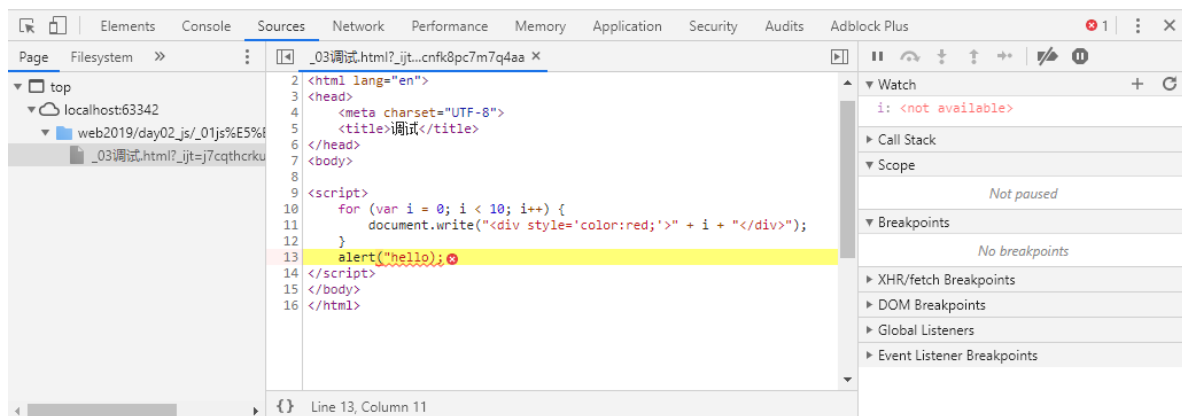 Elements Console Sources Network Performance Memory Application Security Audits Adblock Plus 1
Page Filesystem »
_03调试.html?_ijt...cnfk8pc7m7q4aa ×
top
localhost:63342
web2019/day02_js/_01js%E5%E
_03调试.html?_ijt=j7cqthcrku
2 <html lang="en">
3 <head>
4 <meta charset="UTF-8">
5 <title>调试</title>
6 </head>
7 <body>
8
9 <script>
10 for (var i = 0; i < 10; i++) {
11 document.write("<div style='color:red;'>" + i + "</div>");
12 }
13 alert("hello);
14 </script>
15 </body>
16 </html>
{} Line 13, Column 11
Watch
i: <not available>
Call Stack
Scope
Not paused
Breakpoints
No breakpoints
XHR/fetch Breakpoints
DOM Breakpoints
Global Listeners
Event Listener Breakpoints